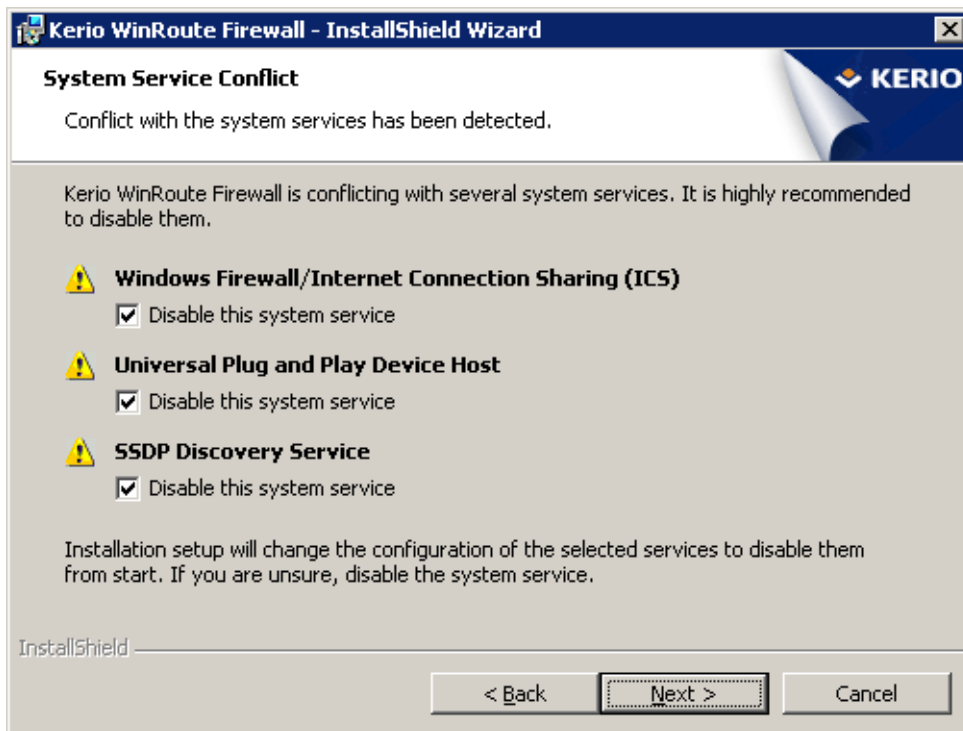 Kerio WinRoute Firewall - InstallShield Wizard
System Service Conflict
KERIO
Conflict with the system services has been detected.
Kerio WinRoute Firewall is conflicting with several system services. It is highly recommended
to disable them.
Windows Firewall/Internet Connection Sharing (ICS)
Disable this system service
Universal Plug and Play Device Host
Disable this system service
SSDP Discovery Service
Disable this system service
Installation setup will change the configuration of the selected services to disable them
from start. If you are unsure, disable the system service.
InstallShield
< Back Next > Cancel